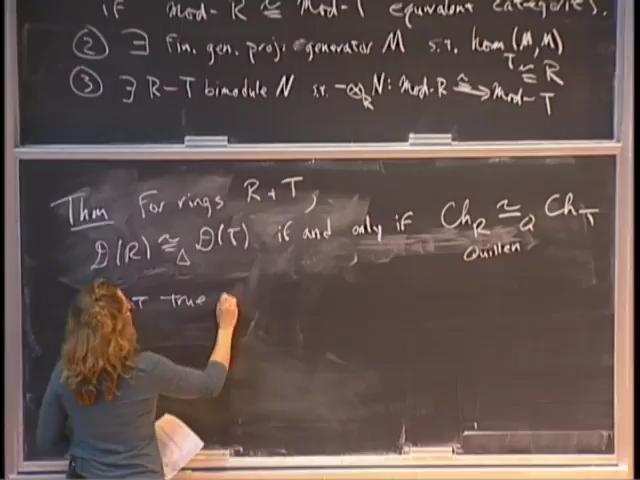 if mod-R ≅ mod-T equivalent categories.
② ∃ fin. gen. proj. generator M s.t. hom_T(M,M) ≅ R
③ ∃ R-T bimodule N s.t. -⊗_R N: mod-R ≅→ mod-T
Thm For rings R + T,
D(R) ≃_Δ D(T) if and only if Ch_R ≃_Q Ch_T
Quillen
true